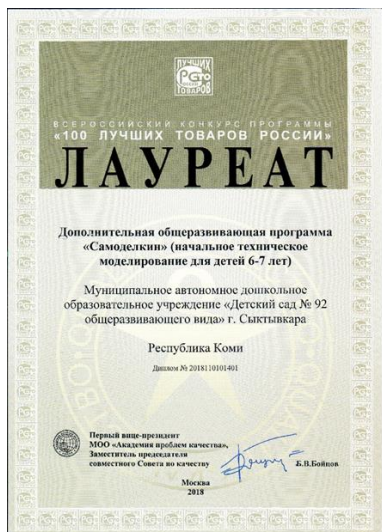 ЛУЧШИХ
ТОВАРОВ
ВСЕРОССИЙСКИЙ КОНКУРС ПРОГРАММЫ
«100 ЛУЧШИХ ТОВАРОВ РОССИИ»
ЛАУРЕАТ
Дополнительная общеразвивающая программа
«Самоделкин» (начальное техническое
моделирование для детей 6-7 лет)
Муниципальное автономное дошкольное
образовательное учреждение «Детский сад № 92
общеразвивающего вида» г. Сыктывкара
Республика Коми
Диплом № 2018110101401
Первый вице-президент
МОО «Академия проблем качества»,
Заместитель председателя
совместного Совета по качеству
Б.В.Бойцов
Москва
2018